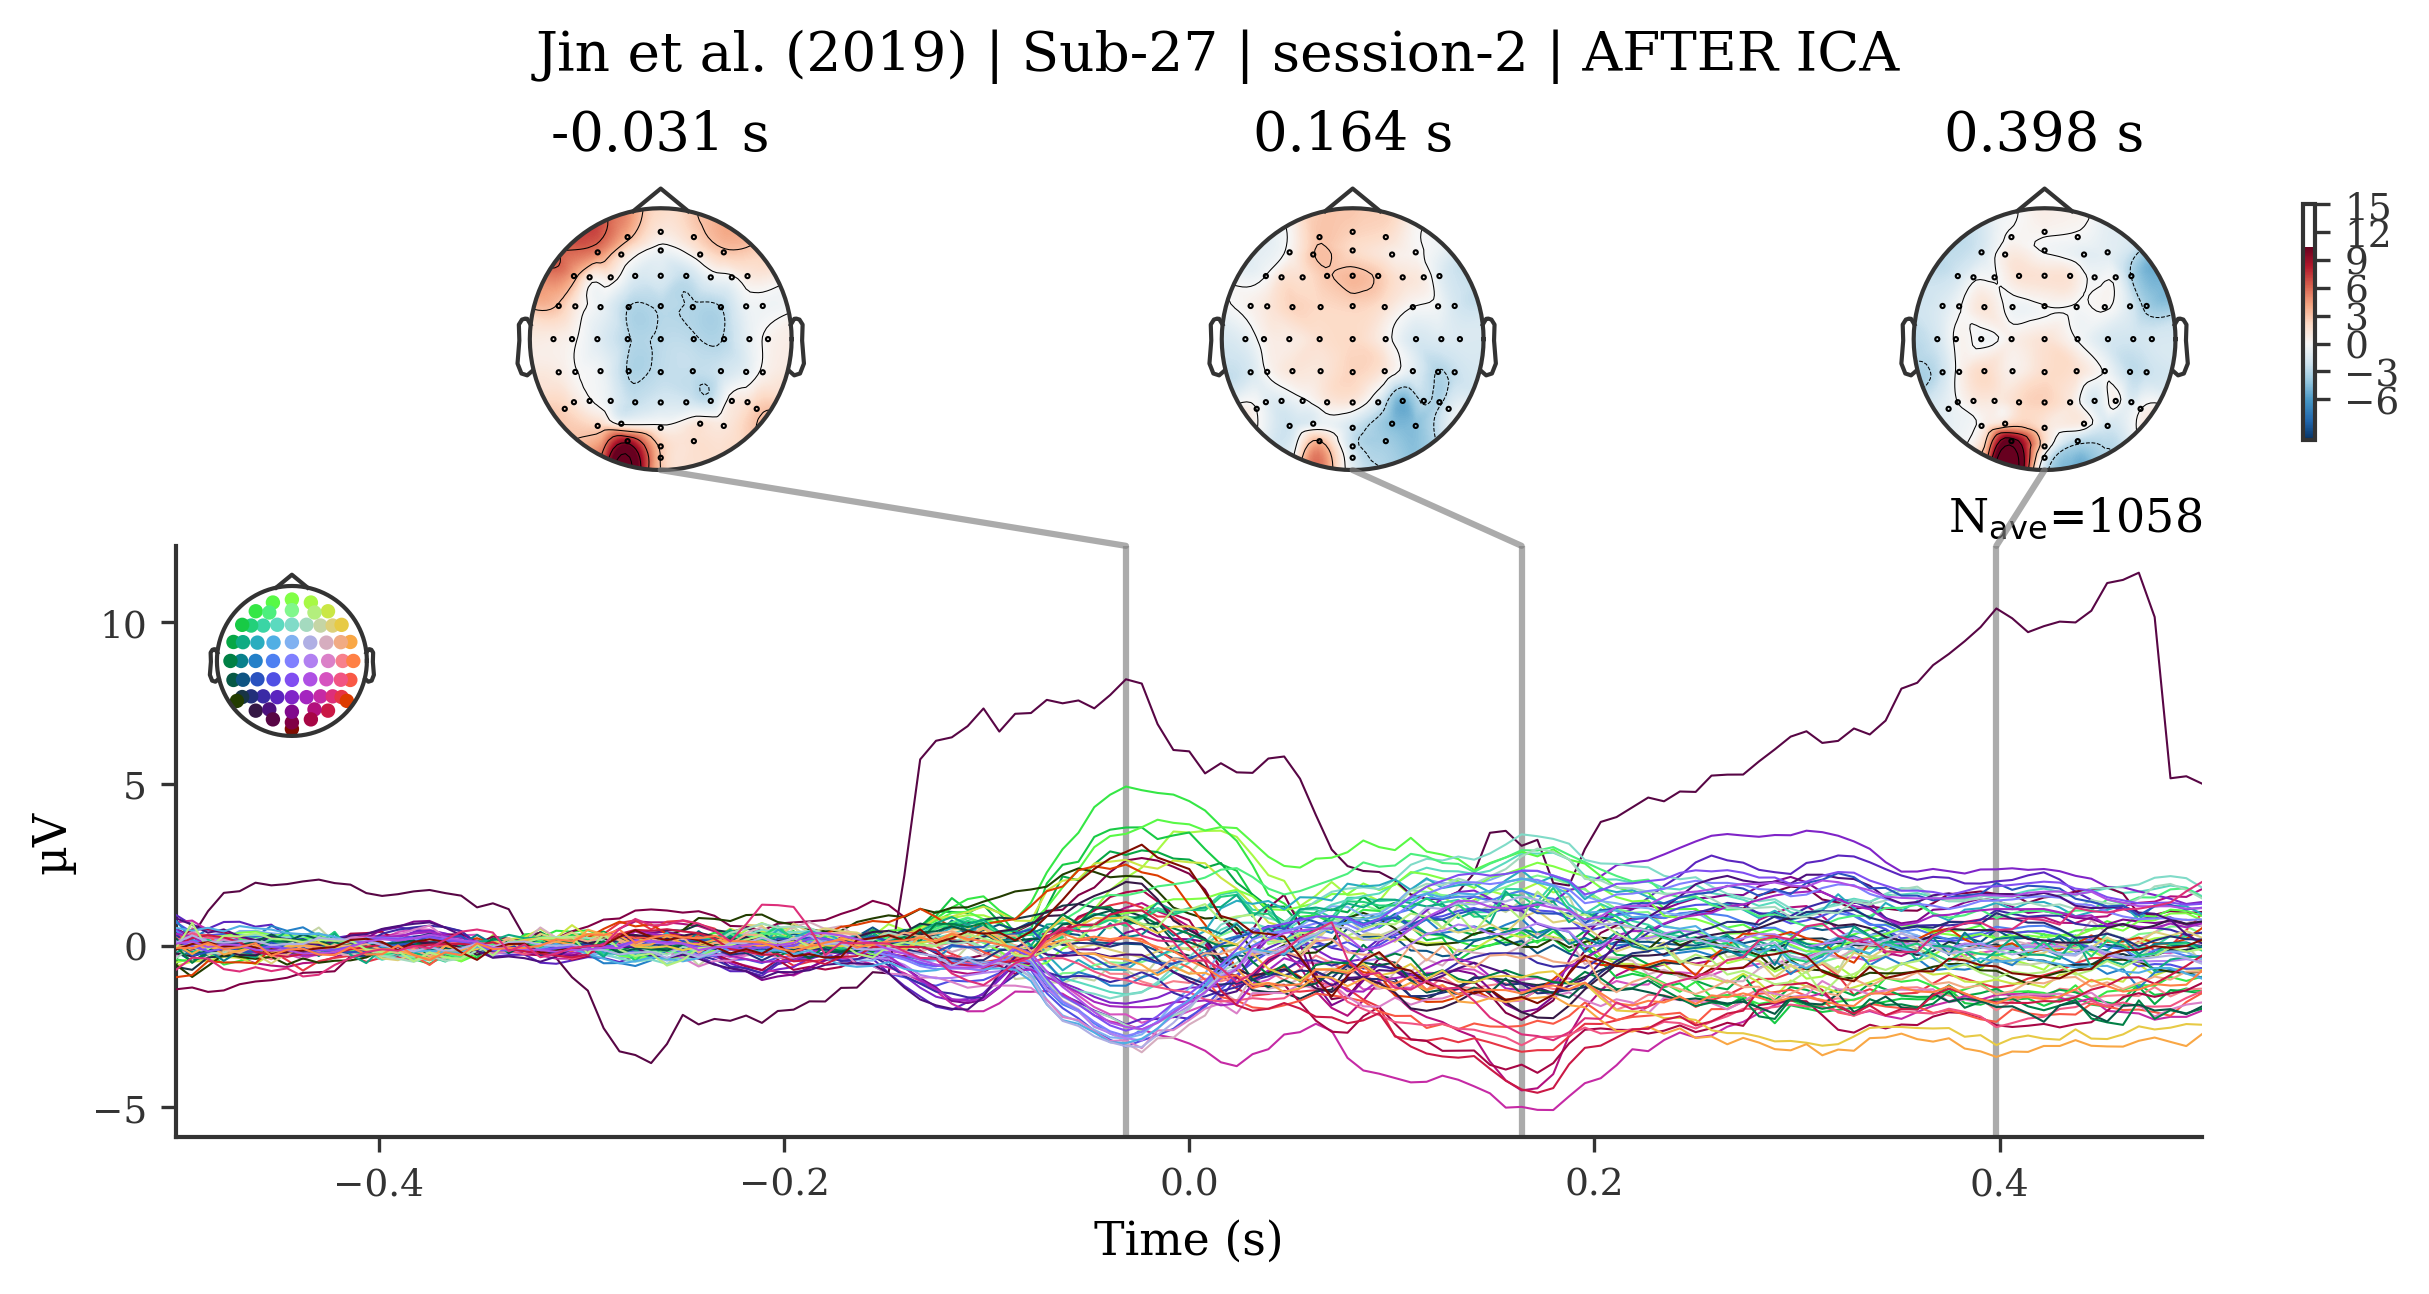 Jin et al. (2019) | Sub-27 | session-2 | AFTER ICA
-0.031 s
0.164 s
0.398 s
15
12
9
6
3
0
−3
−6
Nave=1058
10
5
0
−5
µV
−0.4
−0.2
0.0
0.2
0.4
Time (s)